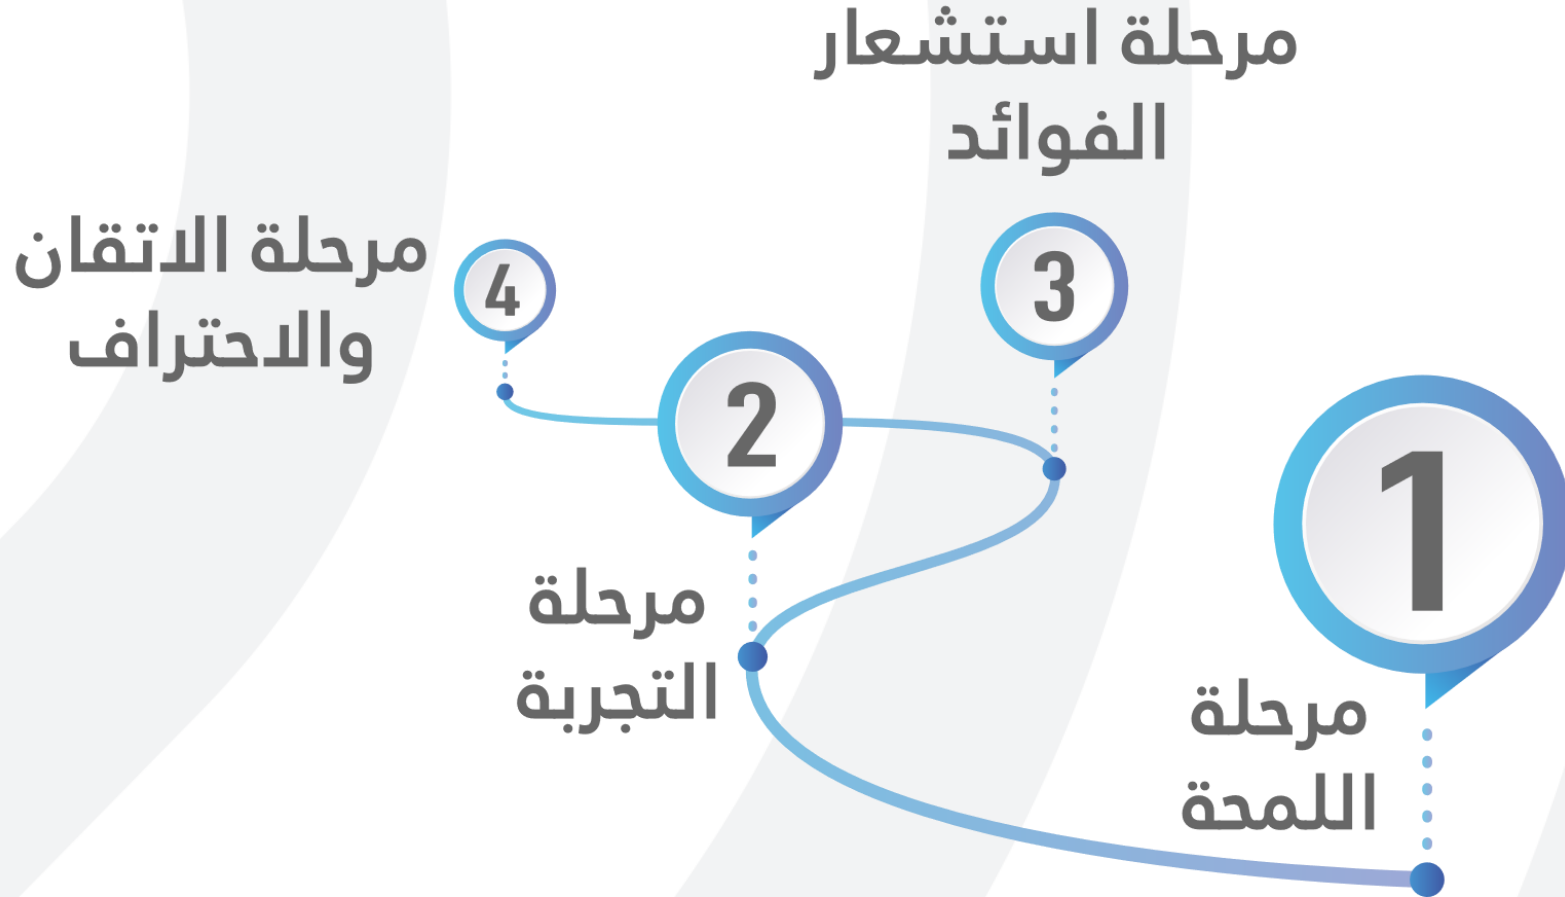 1
مرحلة
اللمحة
2
مرحلة
التجربة
3
مرحلة استشعار
الفوائد
4
مرحلة الاتقان
والاحتراف